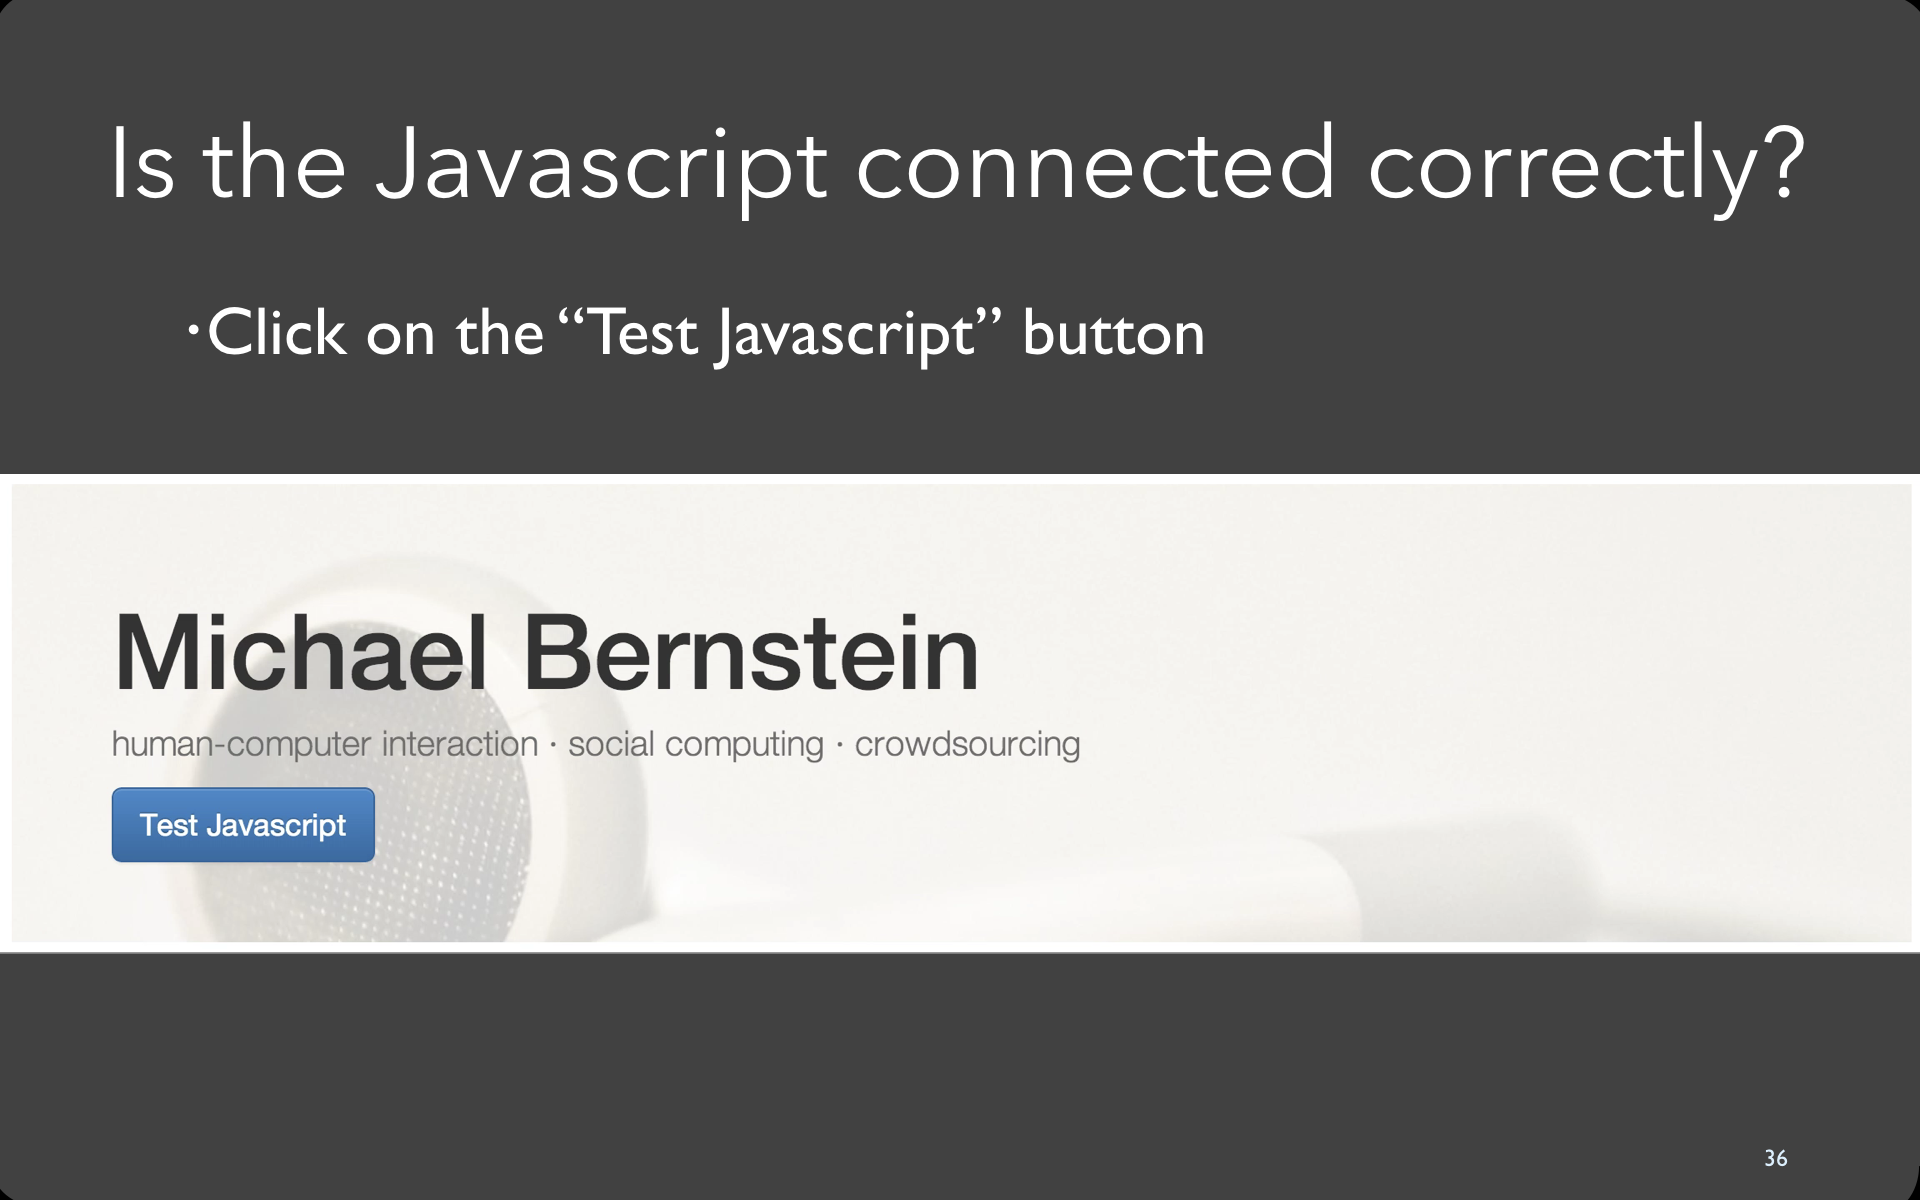 Is the Javascript connected correctly?
·Click on the “Test Javascript” button
Michael Bernstein
human-computer interaction · social computing · crowdsourcing
Test Javascript
36